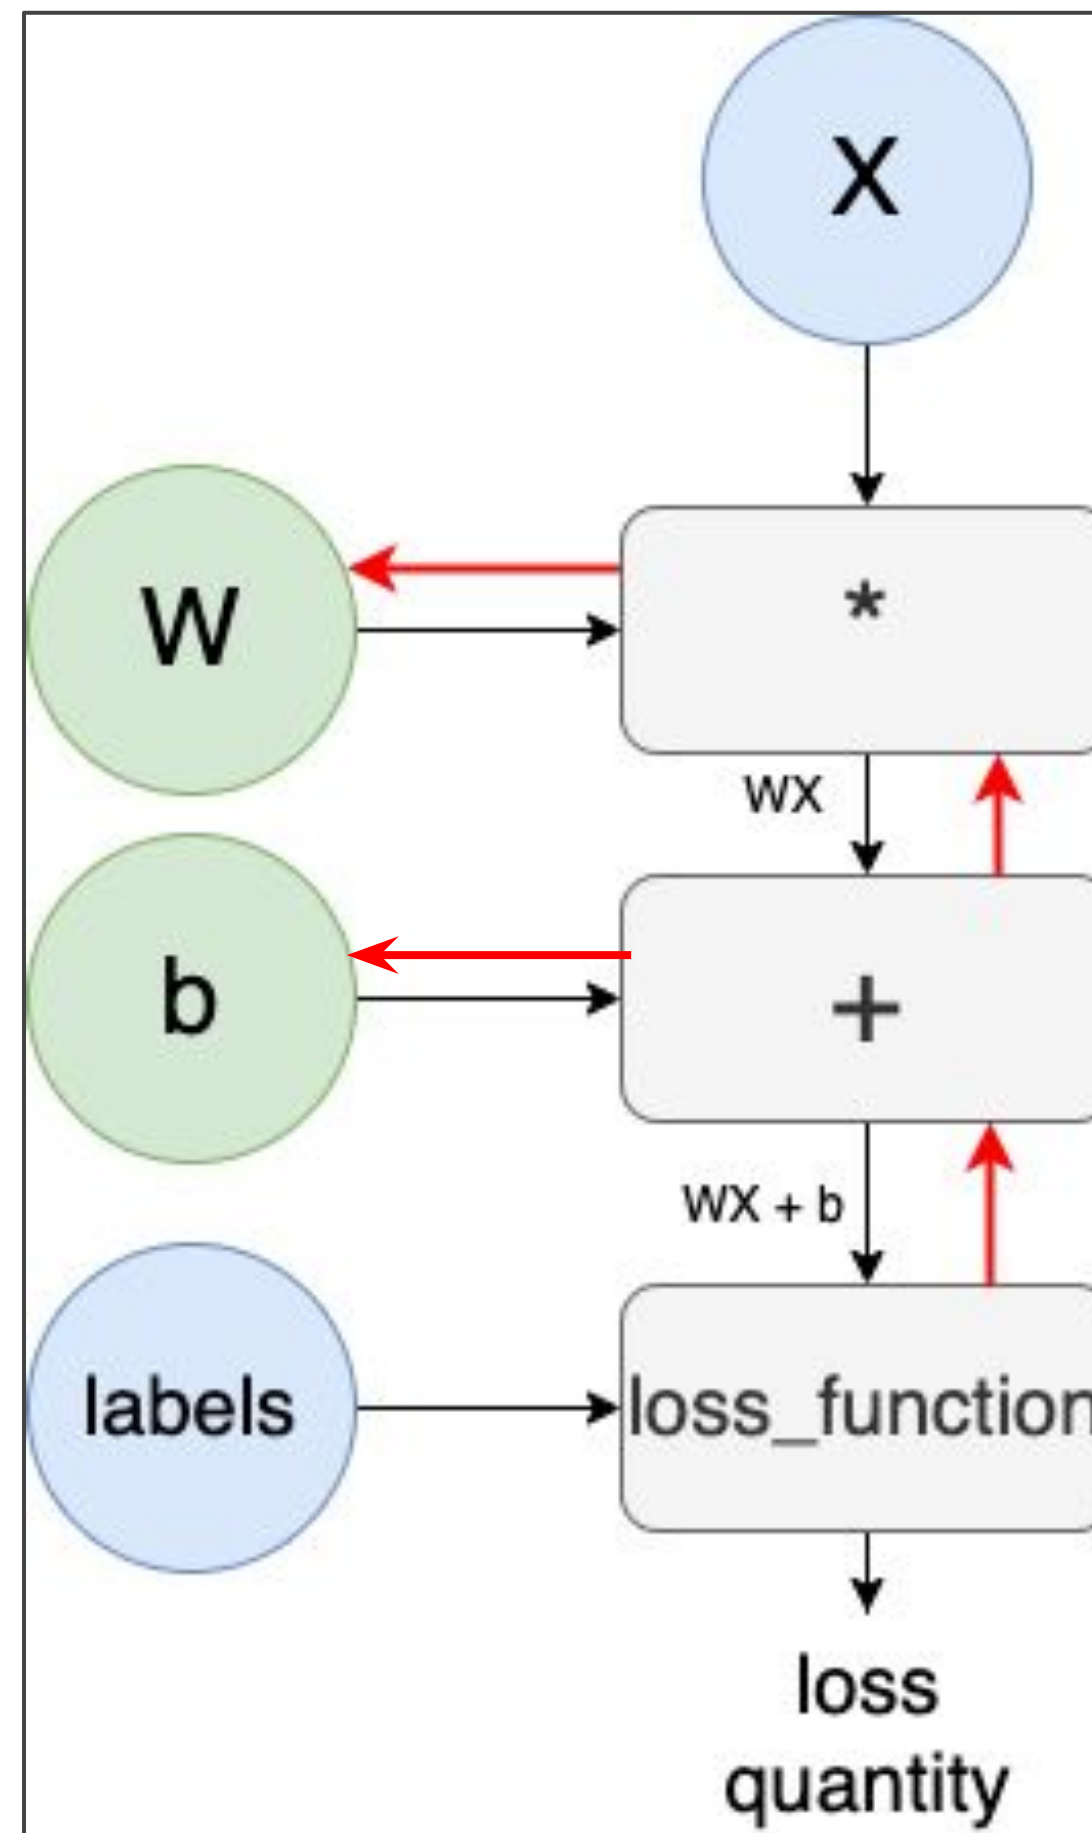 X
W
*
WX
b
+
WX + b
labels
loss_function
loss
quantity